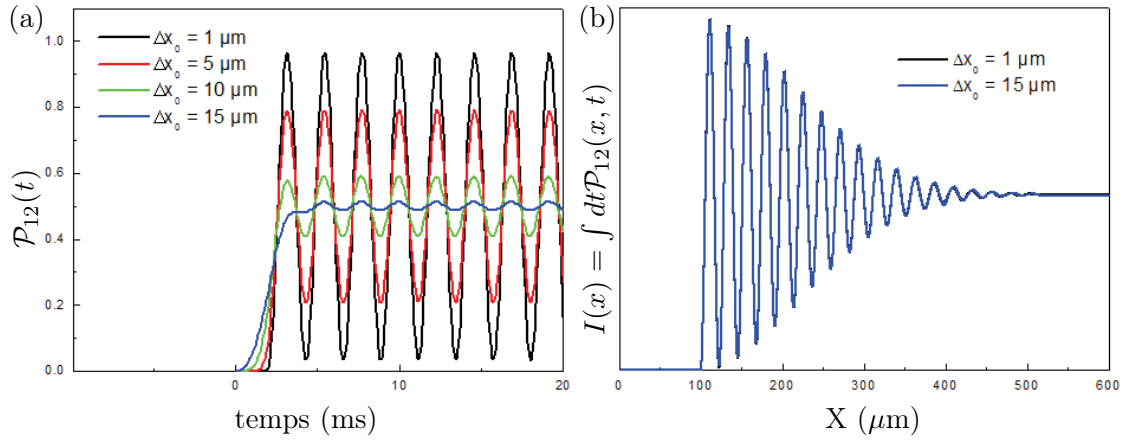 (a)
Δx₀ = 1 µm
Δx₀ = 5 µm
Δx₀ = 10 µm
Δx₀ = 15 µm
𝒫₁₂(t)
1.0
0.8
0.6
0.4
0.2
0.0
0
10
20
temps (ms)
(b)
Δx₀ = 1 µm
Δx₀ = 15 µm
I(x) = ∫ dt𝒫₁₂(x, t)
0
100
200
300
400
500
600
X (μm)